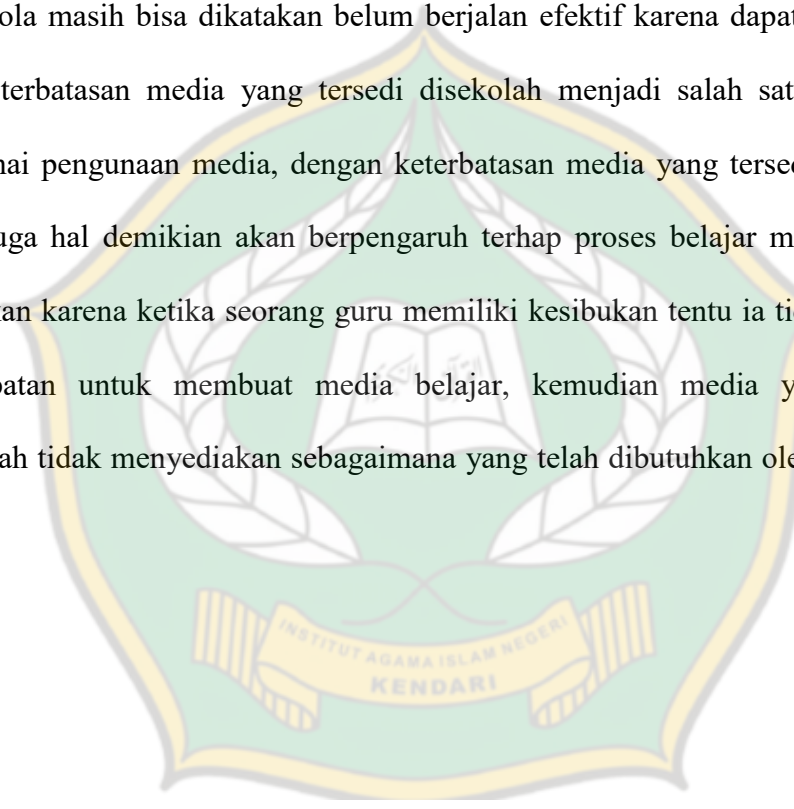 ola masih bisa dikatakan belum berjalan efektif karena dapat
terbatasan media yang tersedi disekolah menjadi salah sat
nai pengunaan media, dengan keterbatasan media yang terse
uga hal demikian akan berpengaruh terhap proses belajar m
an karena ketika seorang guru memiliki kesibukan tentu ia ti
patan untuk membuat media belajar, kemudian media y
ah tidak menyediakan sebagaimana yang telah dibutuhkan ole
INSTITUT AGAMA ISLAM NEGERI
KENDARI